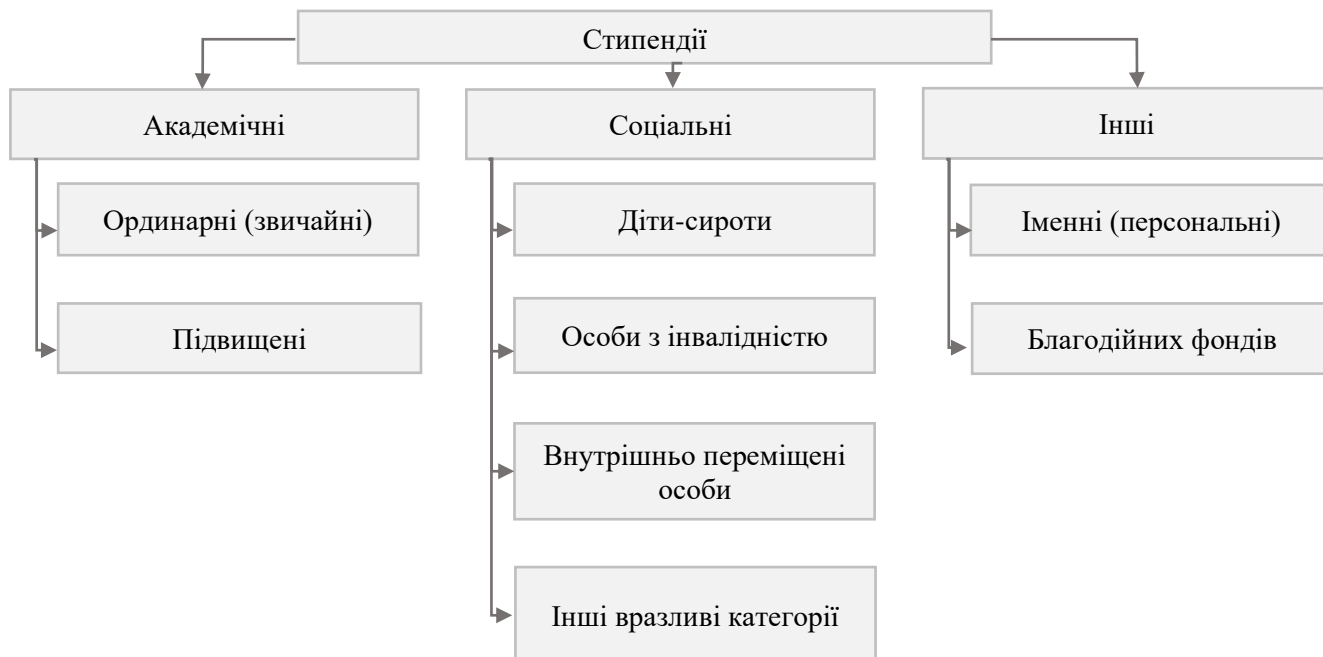 Стипендії
Академічні
Ординарні (звичайні)
Підвищені
Соціальні
Діти-сироти
Особи з інвалідністю
Внутрішньо переміщені
особи
Інші вразливі категорії
Інші
Іменні (персональні)
Благодійних фондів